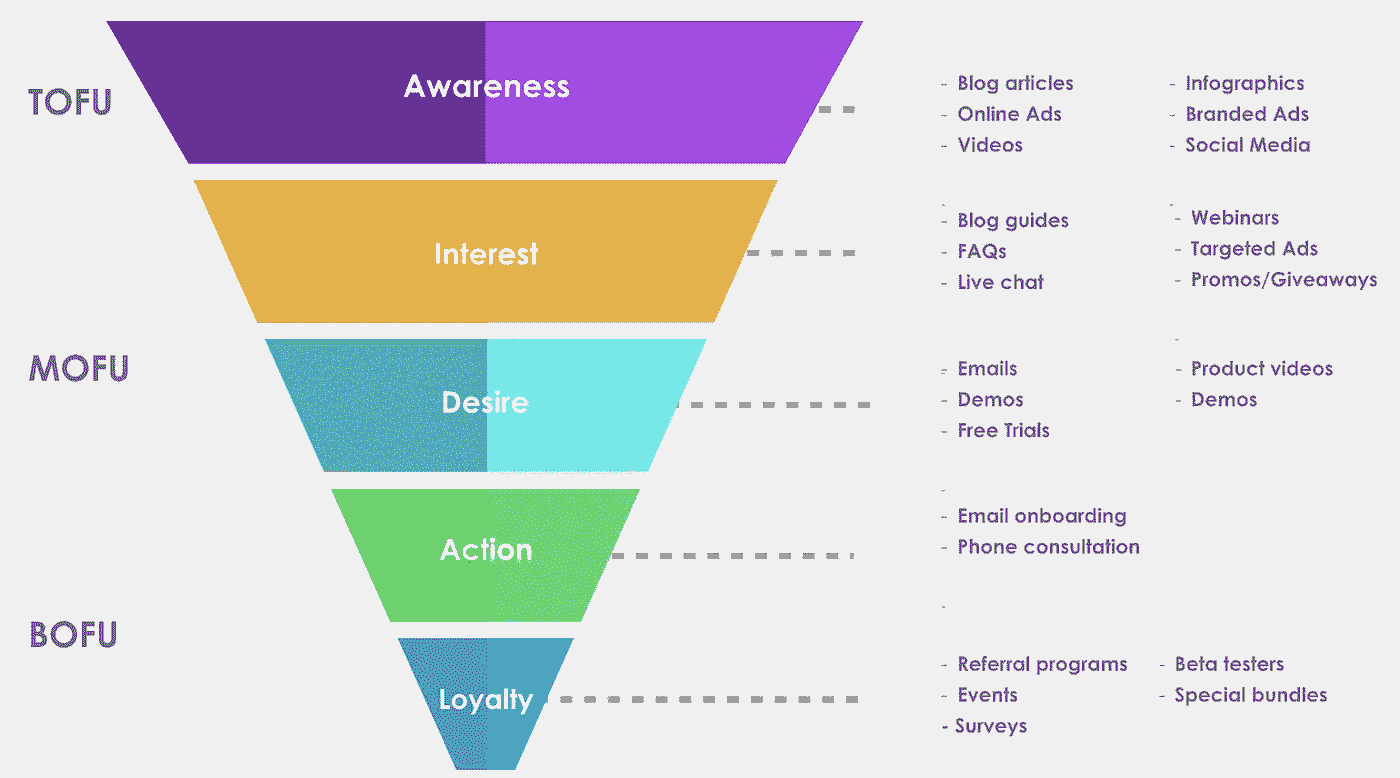 TOFU
Awareness
- Blog articles
- Online Ads
- Videos
- Infographics
- Branded Ads
- Social Media
Interest
- Blog guides
- FAQs
- Live chat
- Webinars
- Targeted Ads
- Promos/Giveaways
MOFU
Desire
- Emails
- Demos
- Free Trials
- Product videos
- Demos
Action
- Email onboarding
- Phone consultation
BOFU
Loyalty
- Referral programs
- Events
- Surveys
- Beta testers
- Special bundles